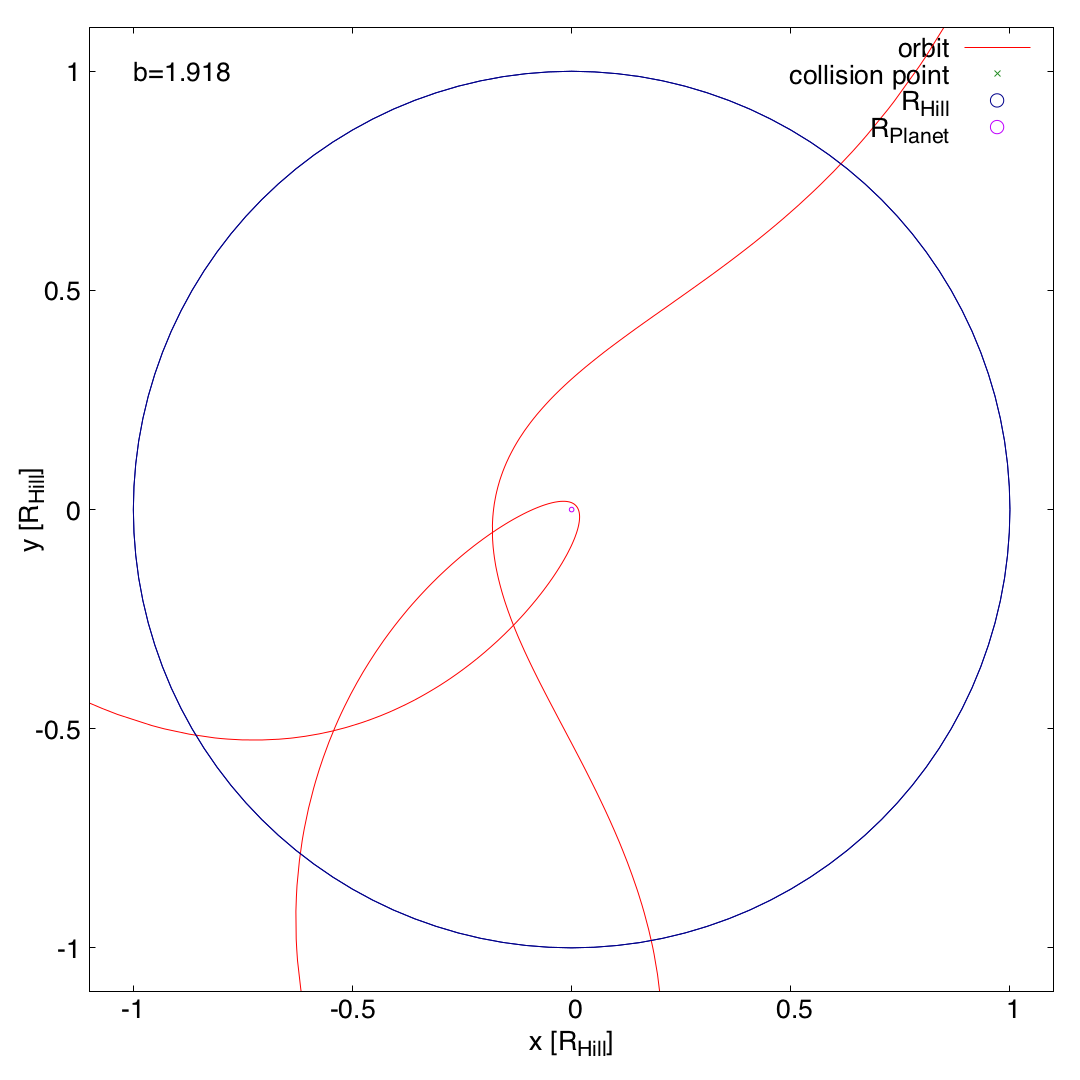 b=1.918
orbit
collision point
R_Hill
R_Planet
1
0.5
0
-0.5
-1
y [R_Hill]
-1
-0.5
0
0.5
1
x [R_Hill]